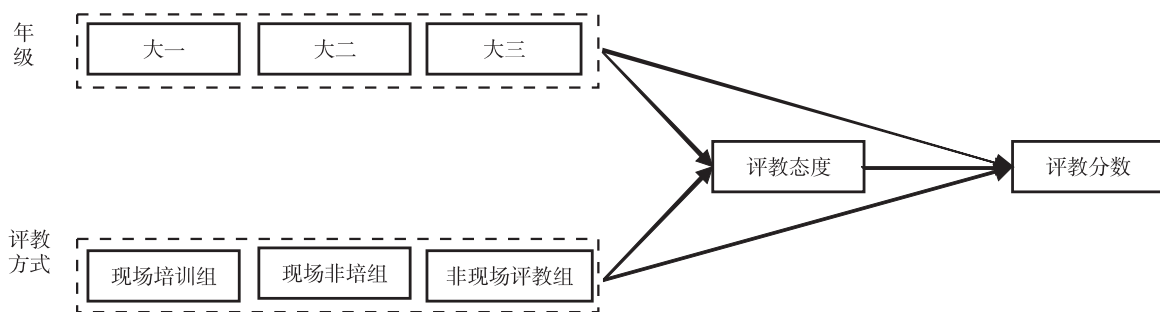 年
级
大一
大二
大三
评教态度
评教分数
评教
方式
现场培训组
现场非培组
非现场评教组